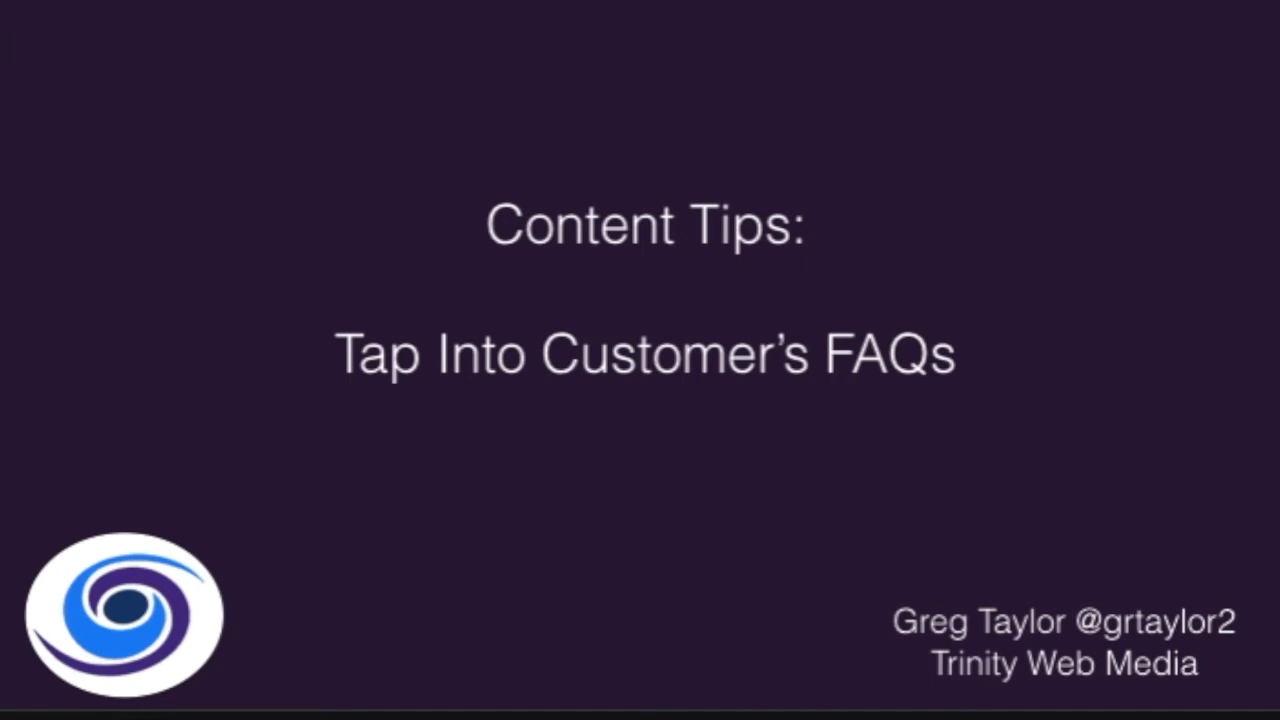 Content Tips:
Tap Into Customer’s FAQs
Greg Taylor @grtaylor2
Trinity Web Media